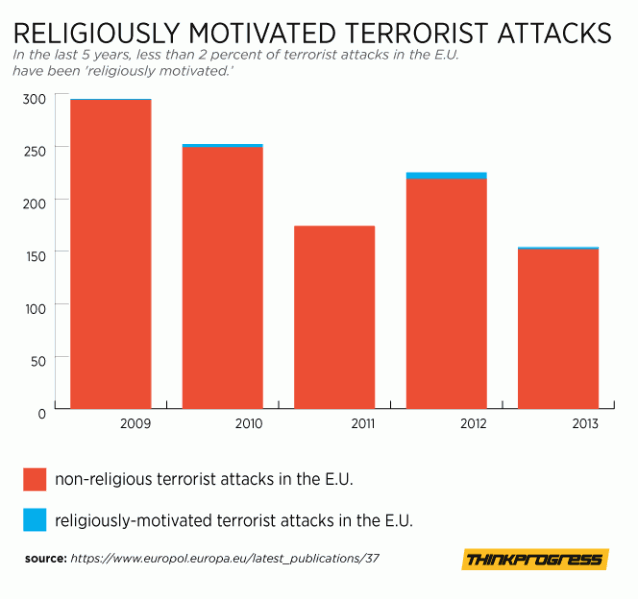 RELIGIOUSLY MOTIVATED TERRORIST ATTACKS
In the last 5 years, less than 2 percent of terrorist attacks in the E.U.
have been 'religiously motivated.'
300
250
200
150
100
50
0
2009 2010 2011 2012 2013
non-religious terrorist attacks in the E.U.
religiously-motivated terrorist attacks in the E.U.
source: https://www.europol.europa.eu/latest_publications/37
THINKPROGRESS